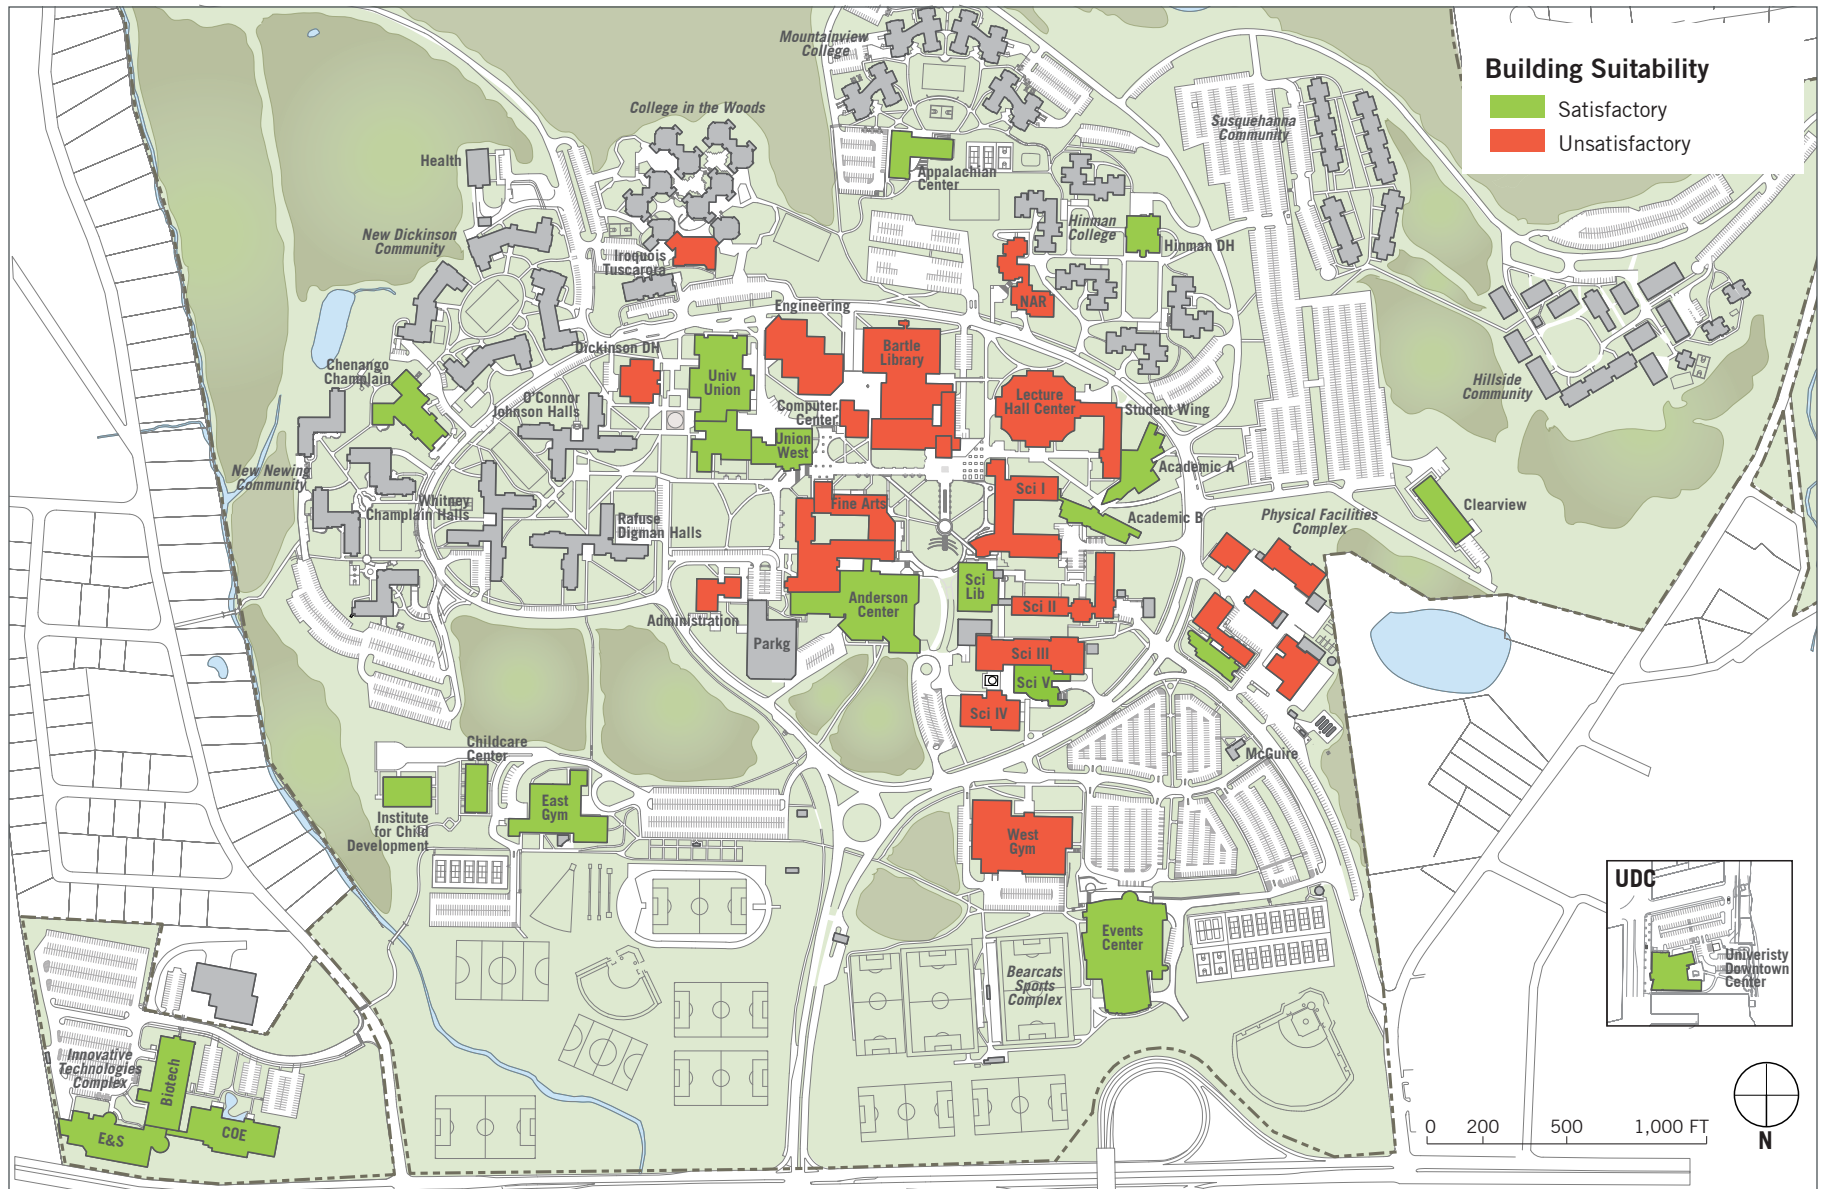 Mountainview
College
Building Suitability
Satisfactory
Unsatisfactory
College in the Woods
Susquehanna
Community
Health
Appalachian
Center
New Dickinson
Community
Hinman
College
Hinman DH
Iroquois
Tuscarora
NAR
Engineering
Dickinson DH
Bartle
Library
Chenango
Champlain
Univ
Union
Hillside
Community
O'Connor
Johnson Halls
Computer
Center
Lecture
Hall Center
Student Wing
Union
West
New Newing
Community
Academic A
Whitney
Champlain Halls
Sci I
Fine Arts
Clearview
Rafuse
Digman Halls
Academic B
Physical Facilities
Complex
Sci
Lib
Anderson
Center
Sci II
Administration
Parkg
Sci III
Sci V
Sci IV
Childcare
Center
McGuire
East
Gym
Institute
for Child
Development
West
Gym
UDC
Events
Center
Univeristy
Downtown
Center
Bearcats
Sports
Complex
Innovative
Technologies
Complex
Biotech
E&S
COE
0 200 500 1,000 FT
N